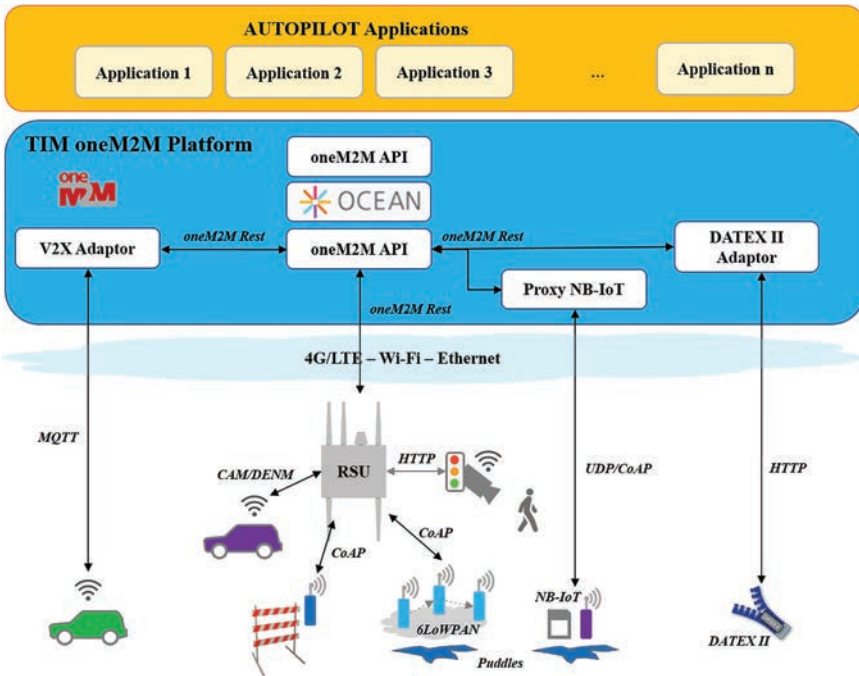 AUTOPILOT Applications
Application 1
Application 2
Application 3
...
Application n
TIM oneM2M Platform
one
M2M
oneM2M API
OCEAN
V2X Adaptor
oneM2M Rest
oneM2M API
oneM2M Rest
DATEX II
Adaptor
Proxy NB-IoT
oneM2M Rest
4G/LTE – Wi-Fi – Ethernet
MQTT
CAM/DENM
RSU
HTTP
UDP/CoAP
HTTP
CoAP
CoAP
6LoWPAN
NB-IoT
DATEX II
Puddles